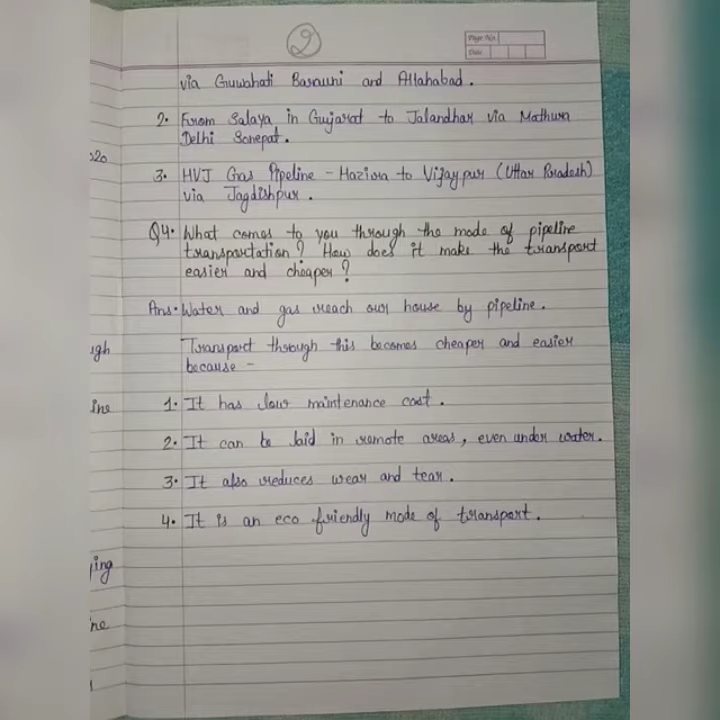 2
Page No.
Date
via Guwahati Barauni and Allahabad.
2. From Salaya in Gujarat to Jalandhar via Mathura
Delhi Sonepat.
020
3. HVJ Gas Pipeline - Hazira to Vijaypur (Uttar Pradesh)
via Jagdishpur.
Q4. What comes to you through the mode of pipeline
transportation? How does it make the transport
easier and cheaper?
Ans. Water and gas reach our house by pipeline.
ugh
Transport through this becomes cheaper and easier
because -
ine
1. It has low maintenance cost.
2. It can be laid in remote areas, even under water.
3. It also reduces wear and tear.
4. It is an eco friendly mode of transport.
ging
ne